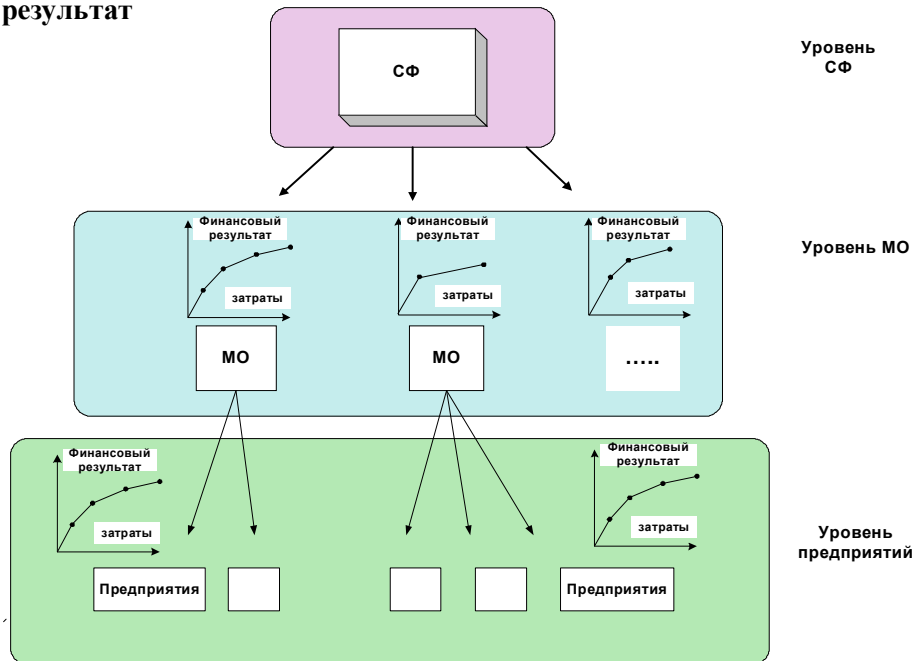 результат
СФ
Уровень
СФ
Финансовый
результат
затраты
Финансовый
результат
затраты
Финансовый
результат
затраты
Уровень МО
МО
МО
.....
Финансовый
результат
затраты
Финансовый
результат
затраты
Уровень
предприятий
Предприятия
Предприятия